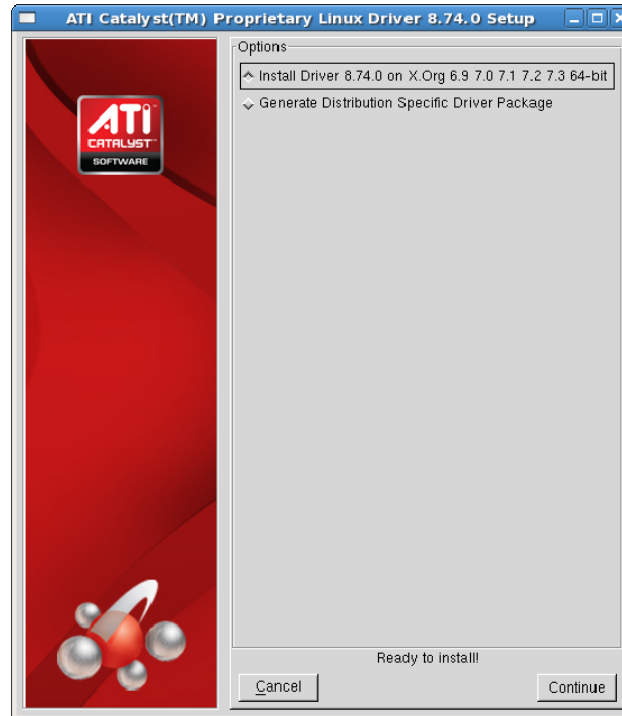 ATI Catalyst(TM) Proprietary Linux Driver 8.74.0 Setup
ATI
CATALYST™
SOFTWARE
Options
Install Driver 8.74.0 on X.Org 6.9 7.0 7.1 7.2 7.3 64-bit
Generate Distribution Specific Driver Package
Ready to install!
Cancel
Continue